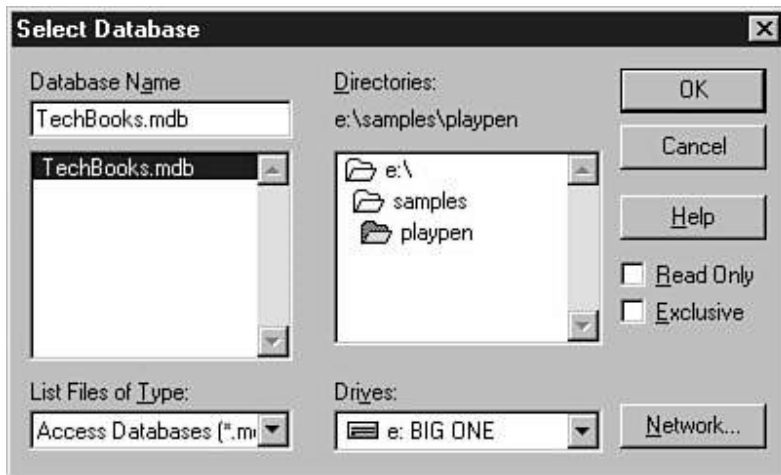 Select Database
Database Name
TechBooks.mdb
TechBooks.mdb
List Files of Type:
Access Databases (*.m
Directories:
e:\samples\playpen
e:\
samples
playpen
Drives:
e: BIG ONE
OK
Cancel
Help
Read Only
Exclusive
Network...